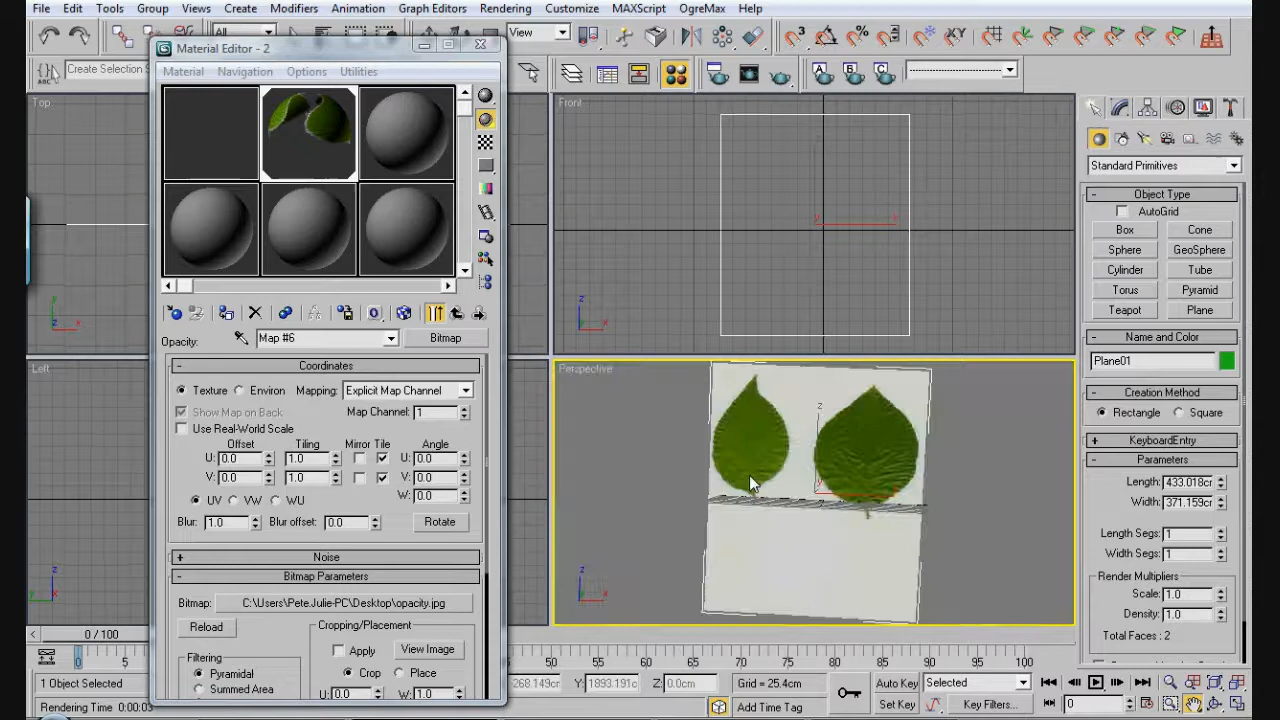 File Edit Tools Group Views Create Modifiers Animation Graph Editors Rendering Customize MAXScript OgreMax Help
All View
Create Selection S
Material Editor - 2
Material Navigation Options Utilities
Top
Front
Left
Perspective
Opacity: Map #6 Bitmap
- Coordinates
Texture Environ Mapping: Explicit Map Channel
Show Map on Back Map Channel: 1
Use Real-World Scale
Offset Tiling Mirror Tile Angle
U: 0.0 1.0 U: 0.0
V: 0.0 1.0 V: 0.0
UV VW WU W: 0.0
Blur: 1.0 Blur offset: 0.0 Rotate
+ Noise
- Bitmap Parameters
Bitmap: C:\Users\Pete.Julie-PC\Desktop\opacity.jpg
Reload
Cropping/Placement
Apply View Image
Filtering
Pyramidal
Summed Area
Crop Place
U: 0.0 W: 1.0
Standard Primitives
- Object Type
AutoGrid
Box Cone
Sphere GeoSphere
Cylinder Tube
Torus Pyramid
Teapot Plane
- Name and Color
Plane01
- Creation Method
Rectangle Square
+ KeyboardEntry
- Parameters
Length: 433.018cr
Width: 371.159cr
Length Segs: 1
Width Segs: 1
Render Multipliers
Scale: 1.0
Density: 1.0
Total Faces : 2
0 / 100
0 5 50 55 60 65 70 75 80 85 90 95 100
1 Object Selected
-268.149cr Y: 1893.191c Z: 0.0cm Grid = 25.4cm
Auto Key Selected
Rendering Time 0:00:03
Add Time Tag
Set Key Key Filters... 0